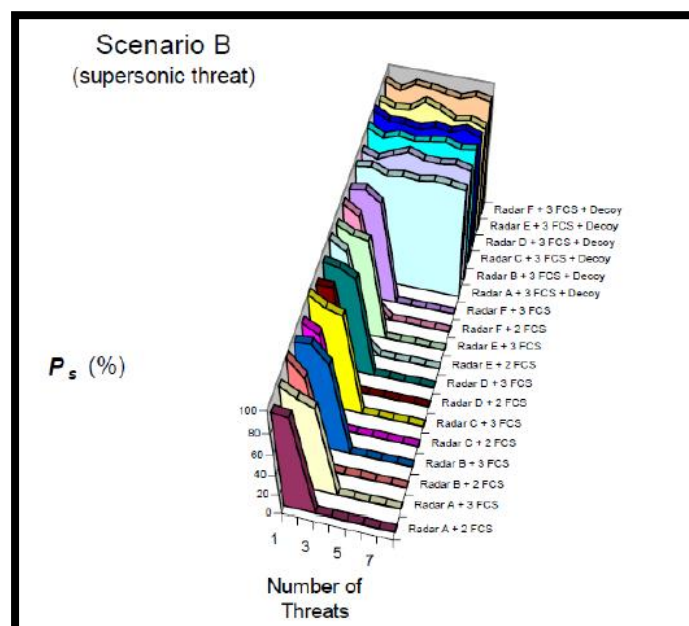 Scenario B
(supersonic threat)
Radar F + 3 FCS + Decoy
Radar E + 3 FCS + Decoy
Radar D + 3 FCS + Decoy
Radar C + 3 FCS + Decoy
Radar B + 3 FCS + Decoy
Radar A + 3 FCS + Decoy
Radar F + 3 FCS
Radar F + 2 FCS
Radar E + 3 FCS
Radar E + 2 FCS
Radar D + 3 FCS
Radar D + 2 FCS
Radar C + 3 FCS
Radar C + 2 FCS
Radar B + 3 FCS
Radar B + 2 FCS
Radar A + 3 FCS
Radar A + 2 FCS
Ps (%)
100
80
60
40
20
0
1 3 5 7
Number of
Threats